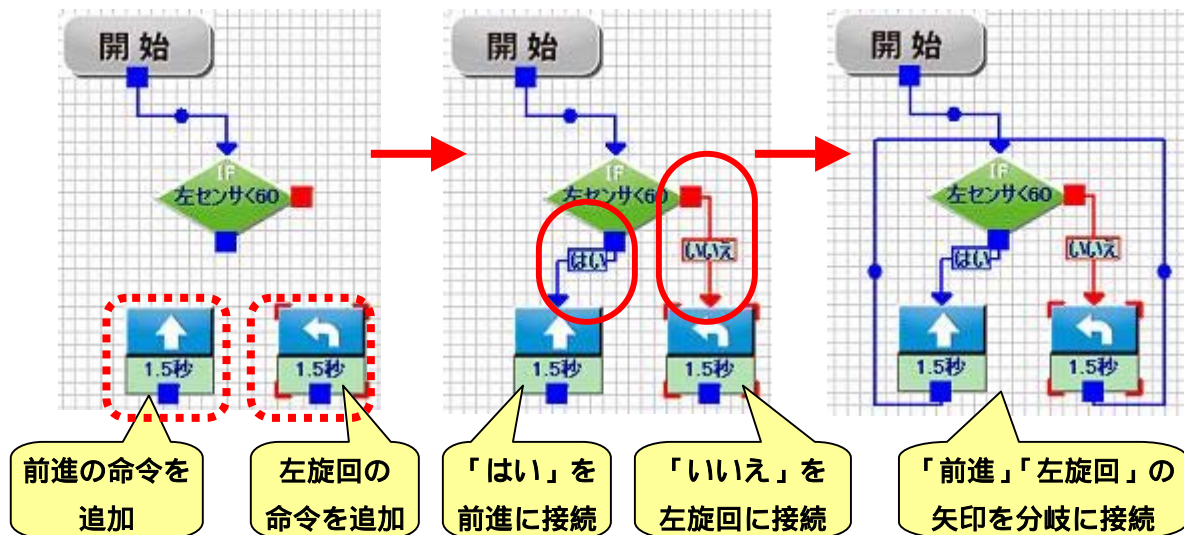 開始
IF
左センサ<60
1.5秒
1.5秒
前進の命令を
追加
左旋回の
命令を追加
開始
IF
左センサ<60
はい
いいえ
1.5秒
1.5秒
「はい」を
前進に接続
「いいえ」を
左旋回に接続
開始
IF
左センサ<60
はい
いいえ
1.5秒
1.5秒
「前進」「左旋回」の
矢印を分岐に接続